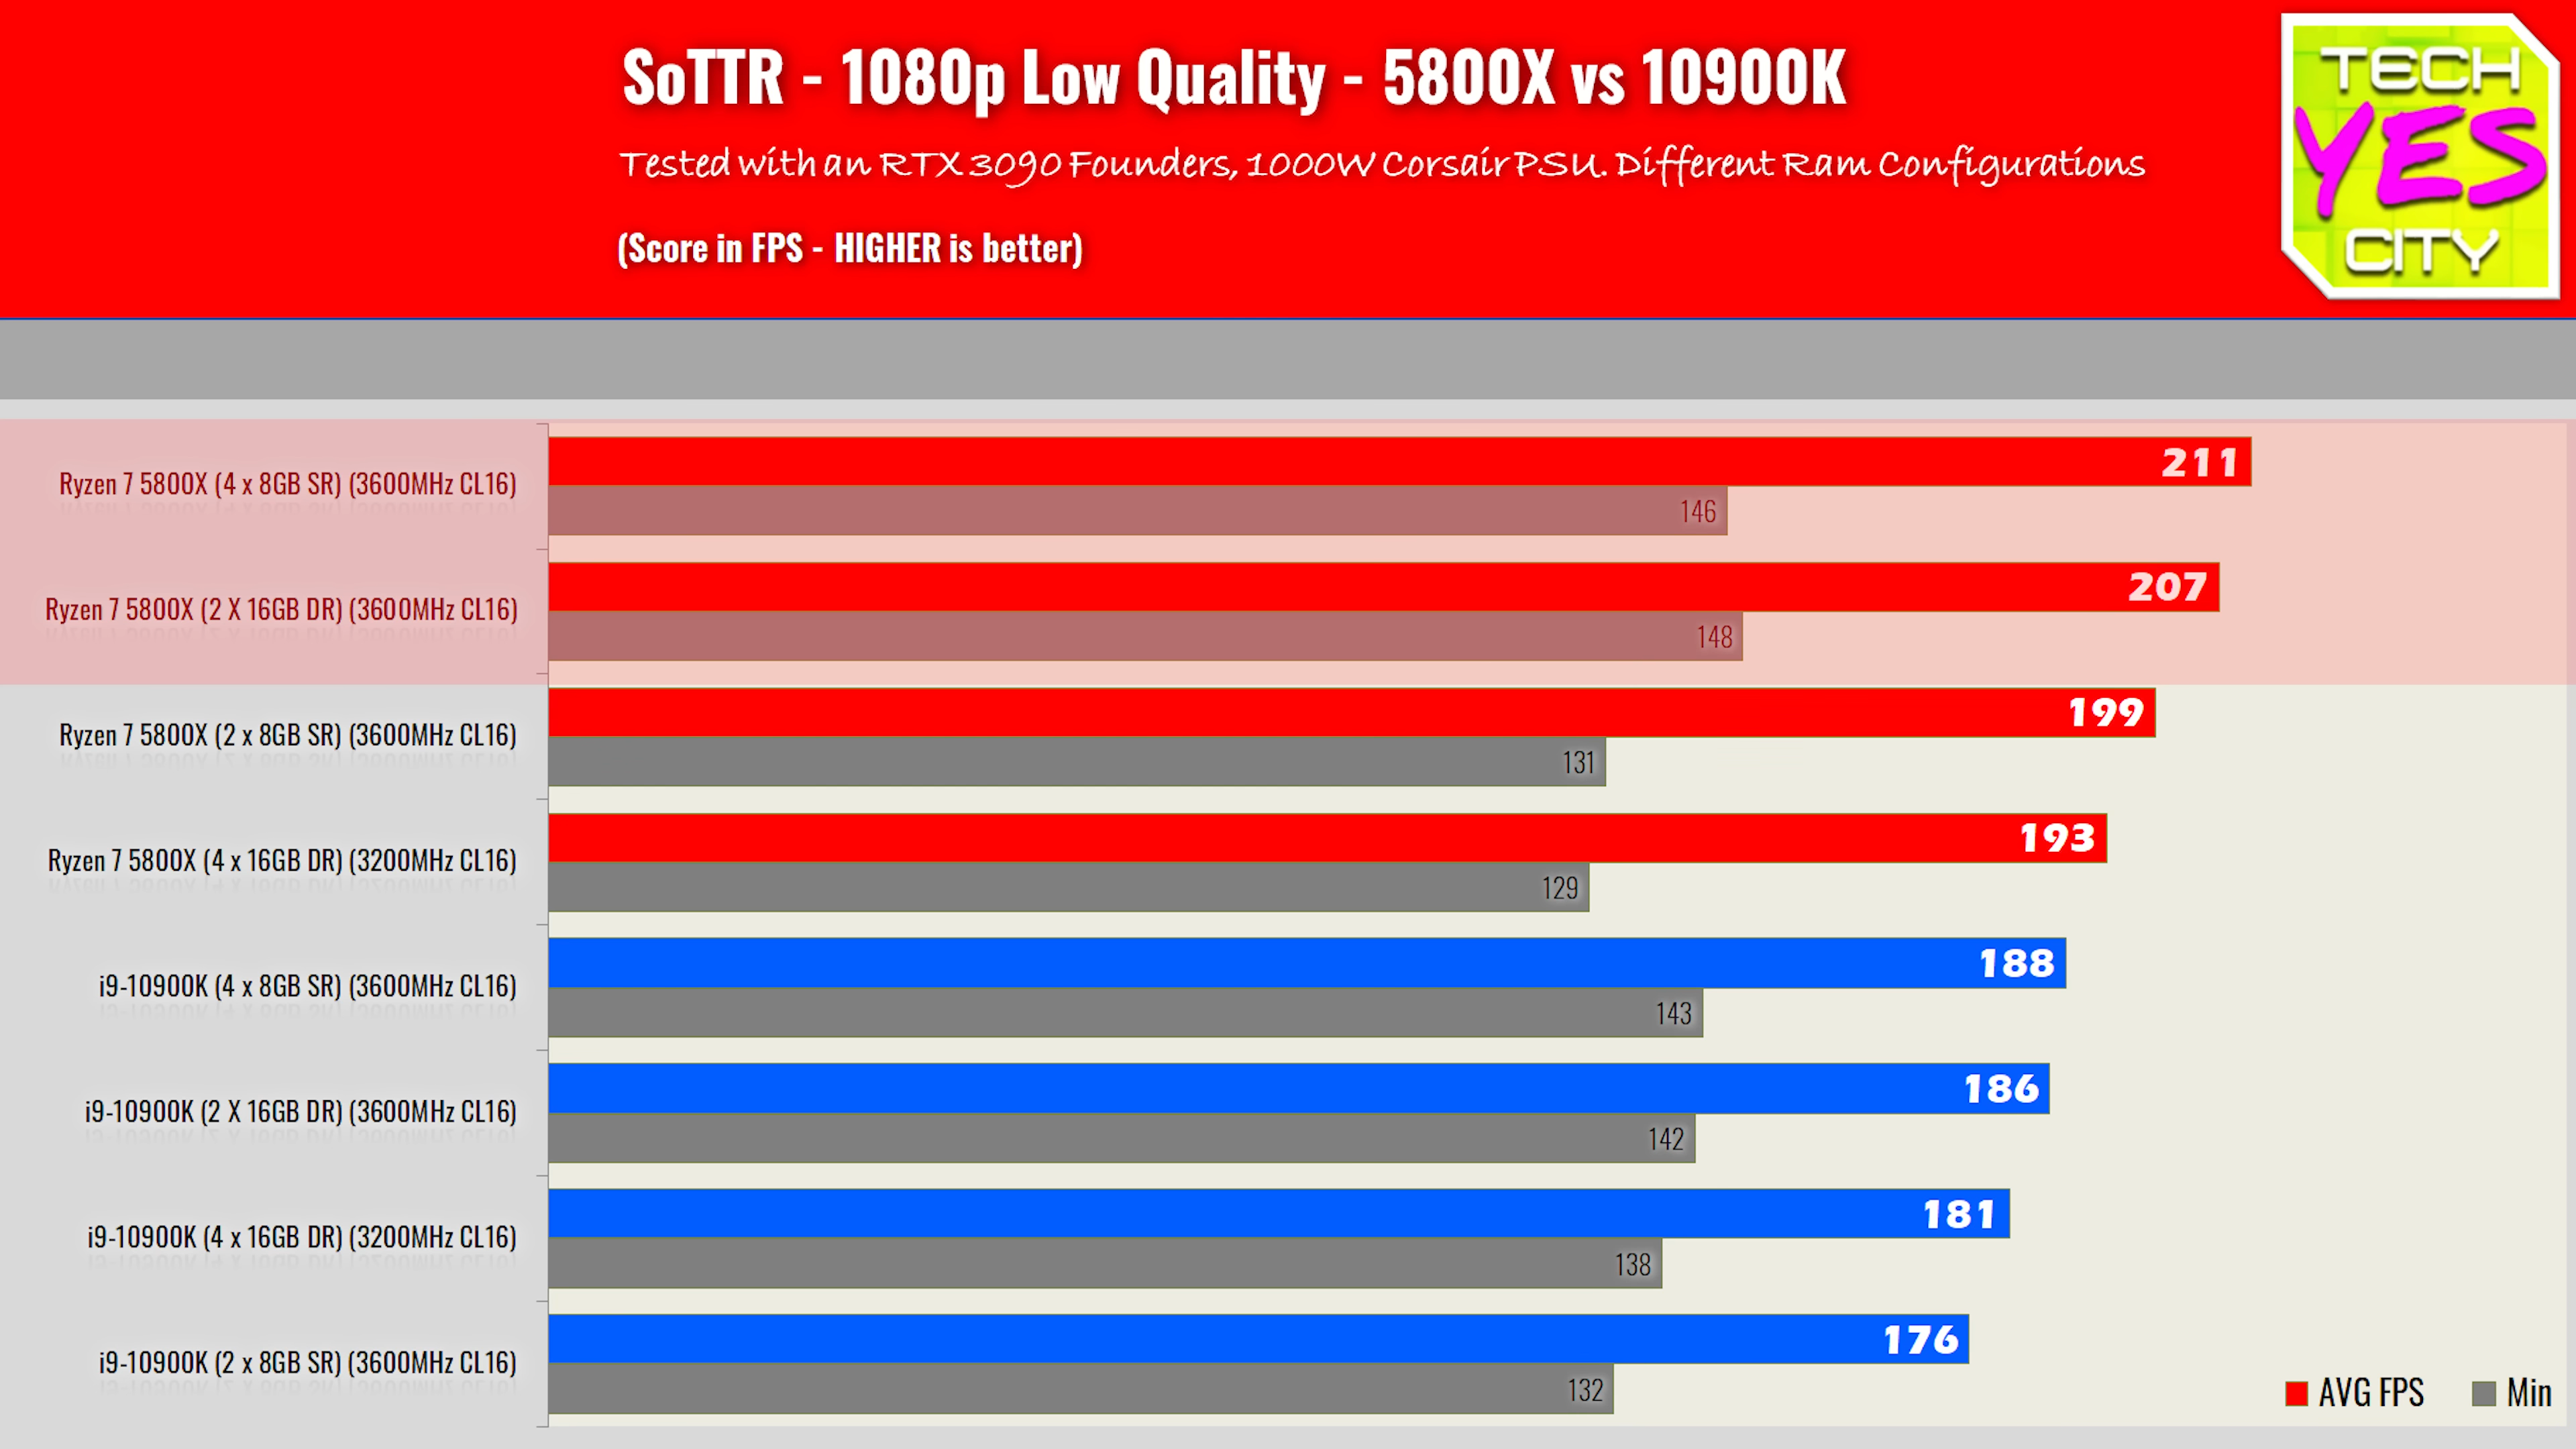 SoTTR - 1080p Low Quality - 5800X vs 10900K
Tested with an RTX 3090 Founders, 1000W Corsair PSU. Different Ram Configurations
(Score in FPS - HIGHER is better)
TECH
YES
CITY
Ryzen 7 5800X (4 x 8GB SR) (3600MHz CL16)
211
146
Ryzen 7 5800X (2 X 16GB DR) (3600MHz CL16)
207
148
Ryzen 7 5800X (2 x 8GB SR) (3600MHz CL16)
199
131
Ryzen 7 5800X (4 x 16GB DR) (3200MHz CL16)
193
129
i9-10900K (4 x 8GB SR) (3600MHz CL16)
188
143
i9-10900K (2 X 16GB DR) (3600MHz CL16)
186
142
i9-10900K (4 x 16GB DR) (3200MHz CL16)
181
138
i9-10900K (2 x 8GB SR) (3600MHz CL16)
176
132
AVG FPS
Min